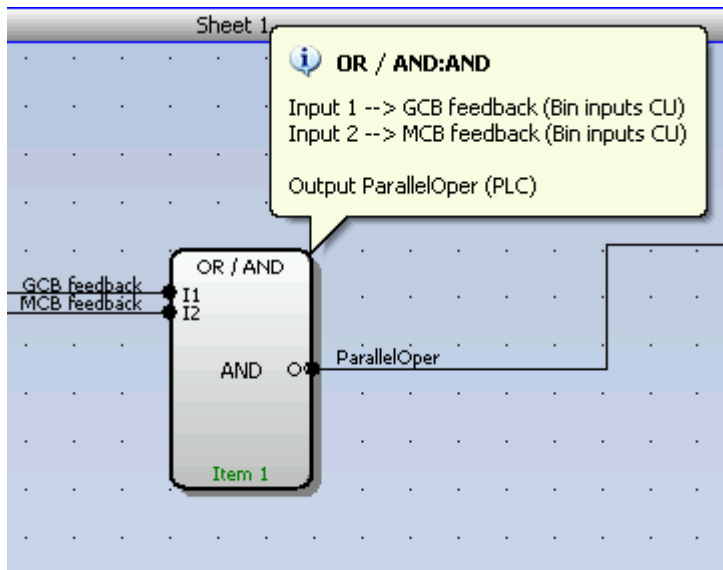 Sheet 1
OR / AND:AND
Input 1 --> GCB feedback (Bin inputs CU)
Input 2 --> MCB feedback (Bin inputs CU)
Output ParallelOper (PLC)
OR / AND
GCB feedback
I1
MCB feedback
I2
AND O
ParallelOper
Item 1